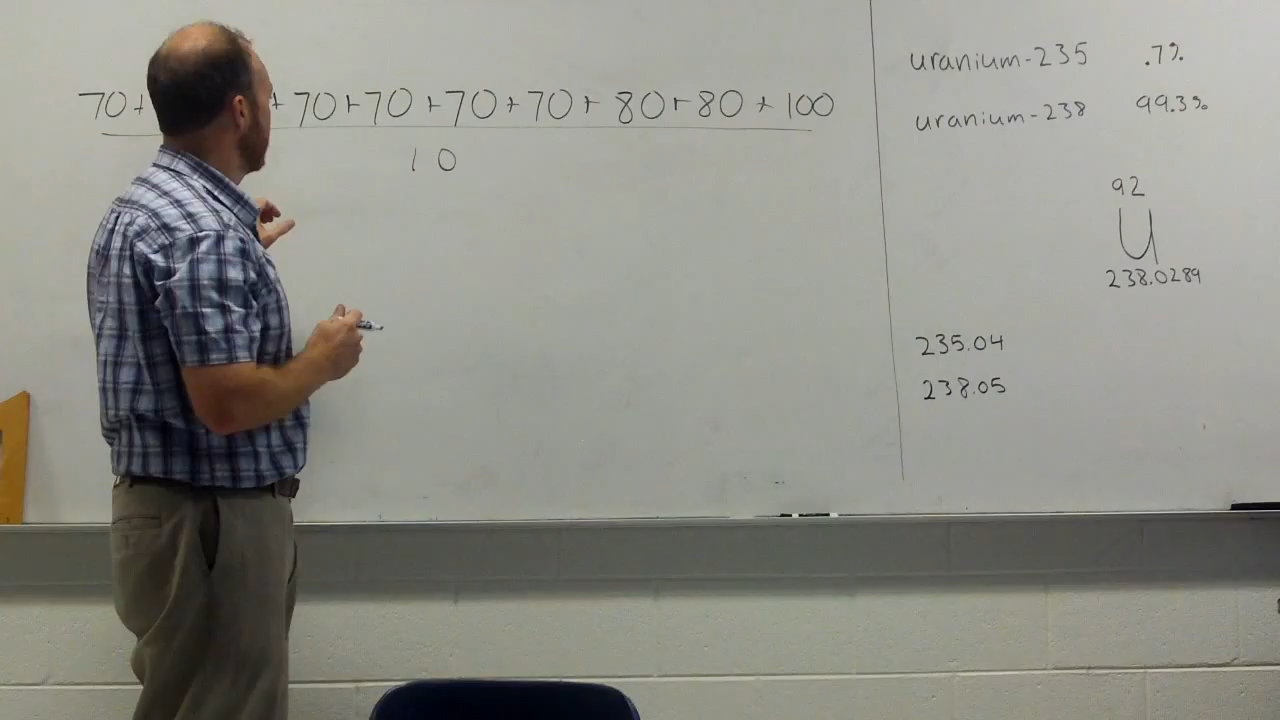 70+ +70+70+70+70+80+80+100
10
uranium-235 .7%
uranium-238 99.3%
92
U
238.0289
235.04
238.05